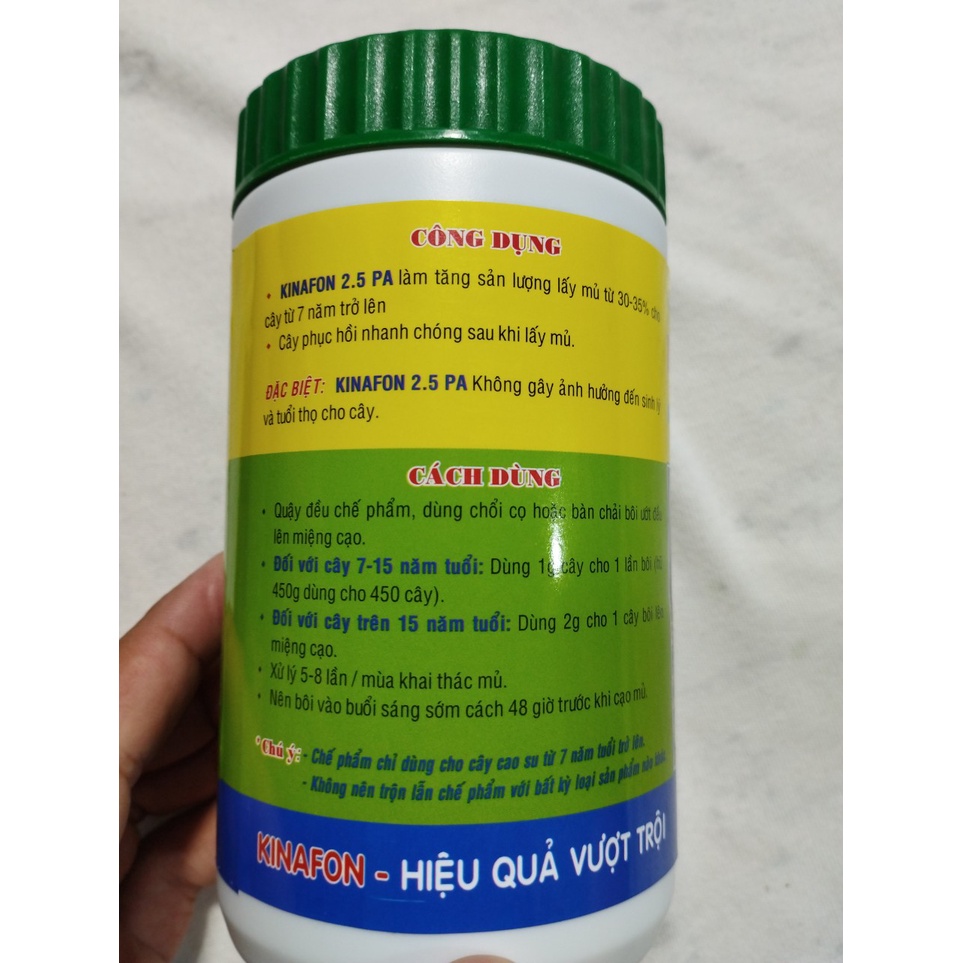 CÔNG DỤNG
• KINAFON 2.5 PA làm tăng sản lượng lấy mủ từ 30-35% cho
cây từ 7 năm trở lên
• Cây phục hồi nhanh chóng sau khi lấy mủ.
ĐẶC BIỆT: KINAFON 2.5 PA Không gây ảnh hưởng đến sinh lý
và tuổi thọ cho cây.
CÁCH DÙNG
• Quậy đều chế phẩm, dùng chổi cọ hoặc bàn chải bôi ướt đều
lên miệng cạo.
• Đối với cây 7-15 năm tuổi: Dùng 1g cây cho 1 lần bôi (hũ
450g dùng cho 450 cây).
• Đối với cây trên 15 năm tuổi: Dùng 2g cho 1 cây bôi lên
miệng cạo.
• Xử lý 5-8 lần / mùa khai thác mủ.
• Nên bôi vào buổi sáng sớm cách 48 giờ trước khi cạo mủ.
• Chú ý: - Chế phẩm chỉ dùng cho cây cao su từ 7 năm tuổi trở lên.
- Không nên trộn lẫn chế phẩm với bất kỳ loại sản phẩm nào khác.
KINAFON - HIỆU QUẢ VƯỢT TRỘI